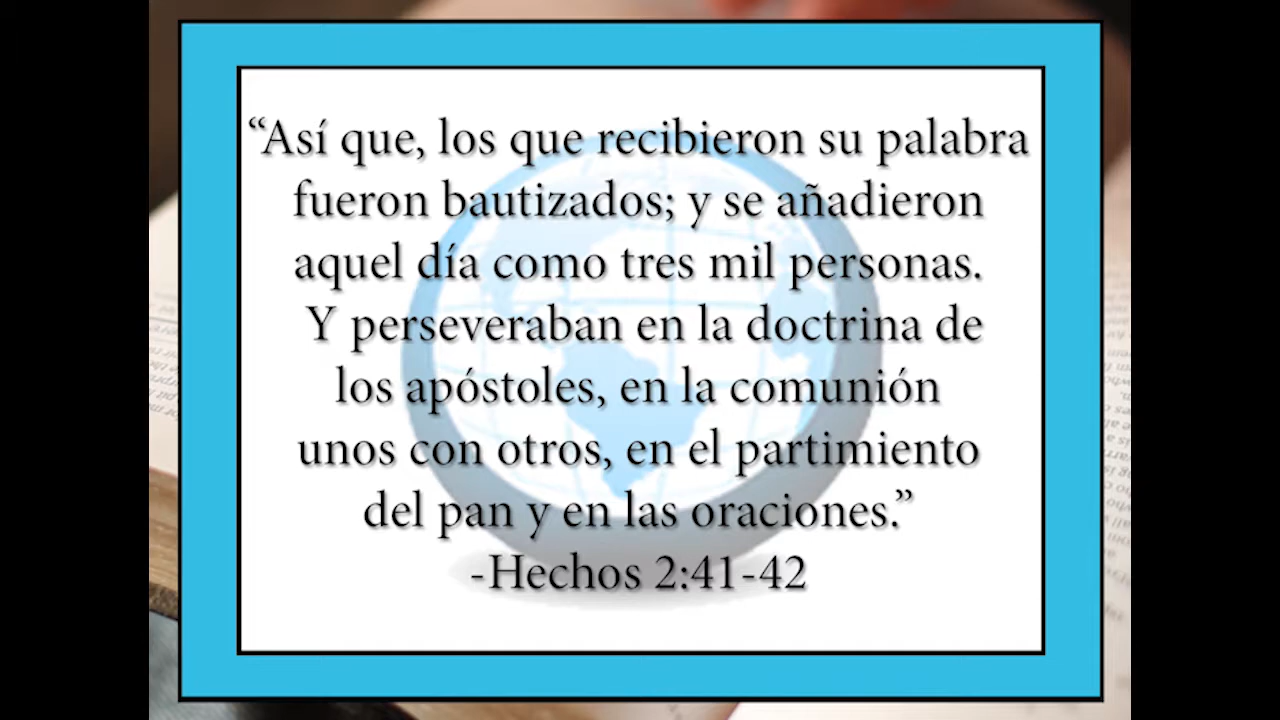 “Así que, los que recibieron su palabra
fueron bautizados; y se añadieron
aquel día como tres mil personas.
Y perseveraban en la doctrina de
los apóstoles, en la comunión
unos con otros, en el partimiento
del pan y en las oraciones.”
-Hechos 2:41-42